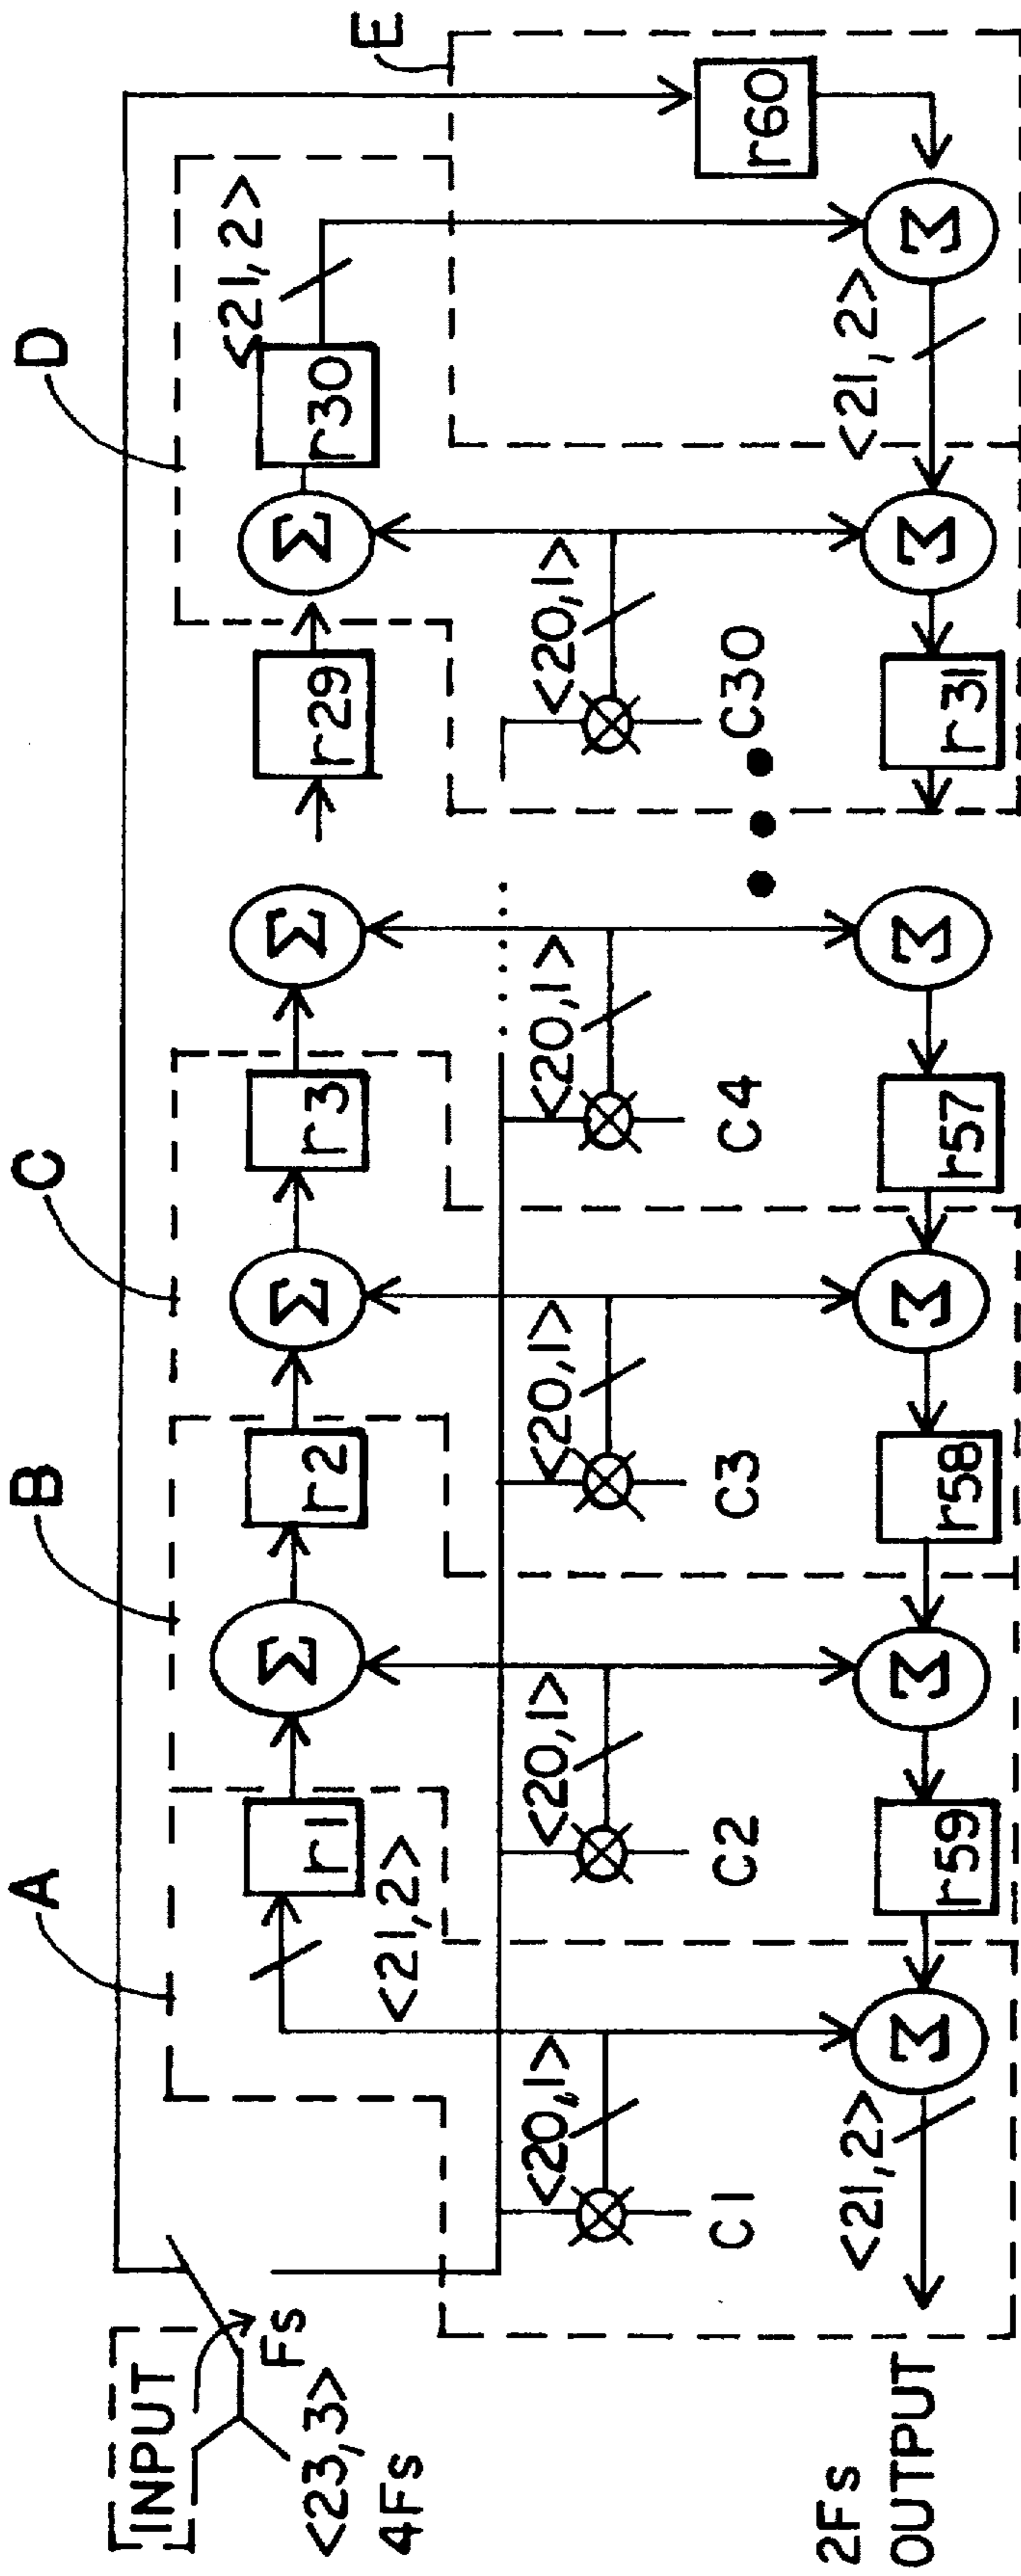 A
B
C
D
E
INPUT
Fs
<23,3>
4Fs
r1
<21,2>
Σ
r2
Σ
r3
Σ
r29
Σ
r30
<21,2>
<20,1>
C1
<20,1>
C2
<20,1>
C3
<20,1>
C4
<20,1>
C30
r60
2Fs
OUTPUT
<21,2>
Σ
r59
Σ
r58
Σ
r57
Σ
r31
Σ
<21,2>
Σ